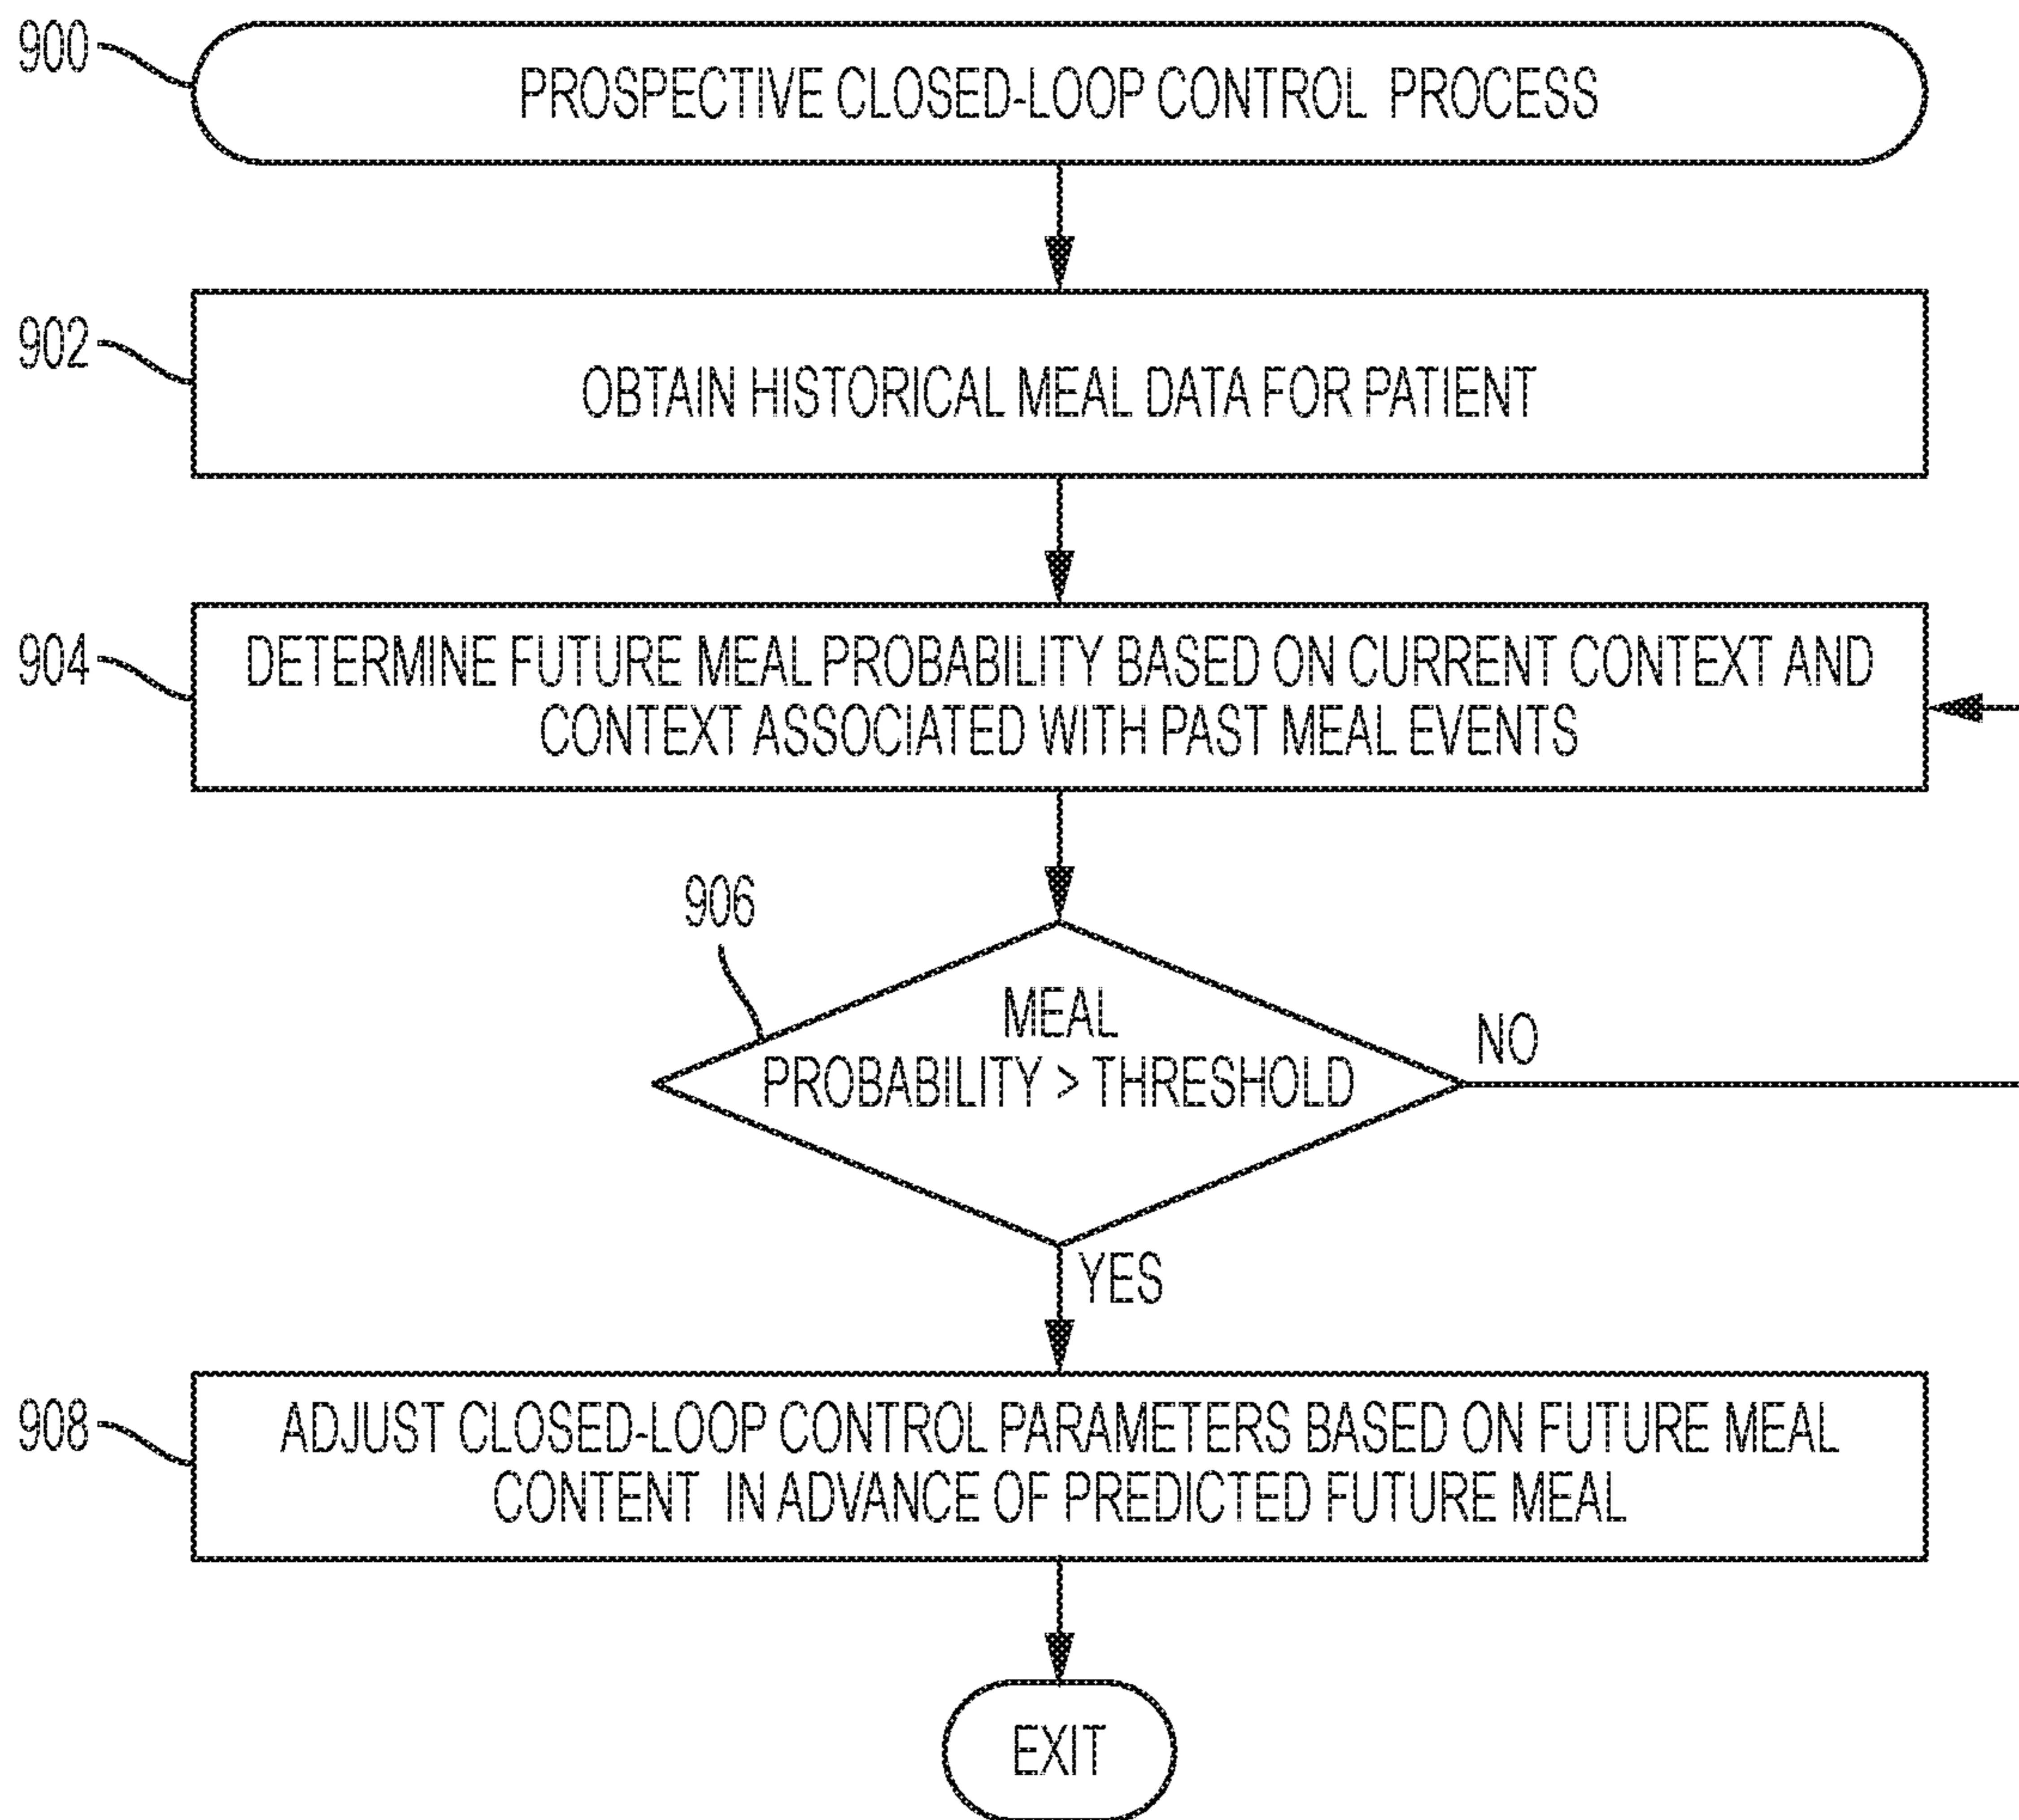 900
PROSPECTIVE CLOSED-LOOP CONTROL PROCESS
902
OBTAIN HISTORICAL MEAL DATA FOR PATIENT
904
DETERMINE FUTURE MEAL PROBABILITY BASED ON CURRENT CONTEXT AND
CONTEXT ASSOCIATED WITH PAST MEAL EVENTS
906
MEAL
PROBABILITY > THRESHOLD
NO
YES
908
ADJUST CLOSED-LOOP CONTROL PARAMETERS BASED ON FUTURE MEAL
CONTENT IN ADVANCE OF PREDICTED FUTURE MEAL
EXIT